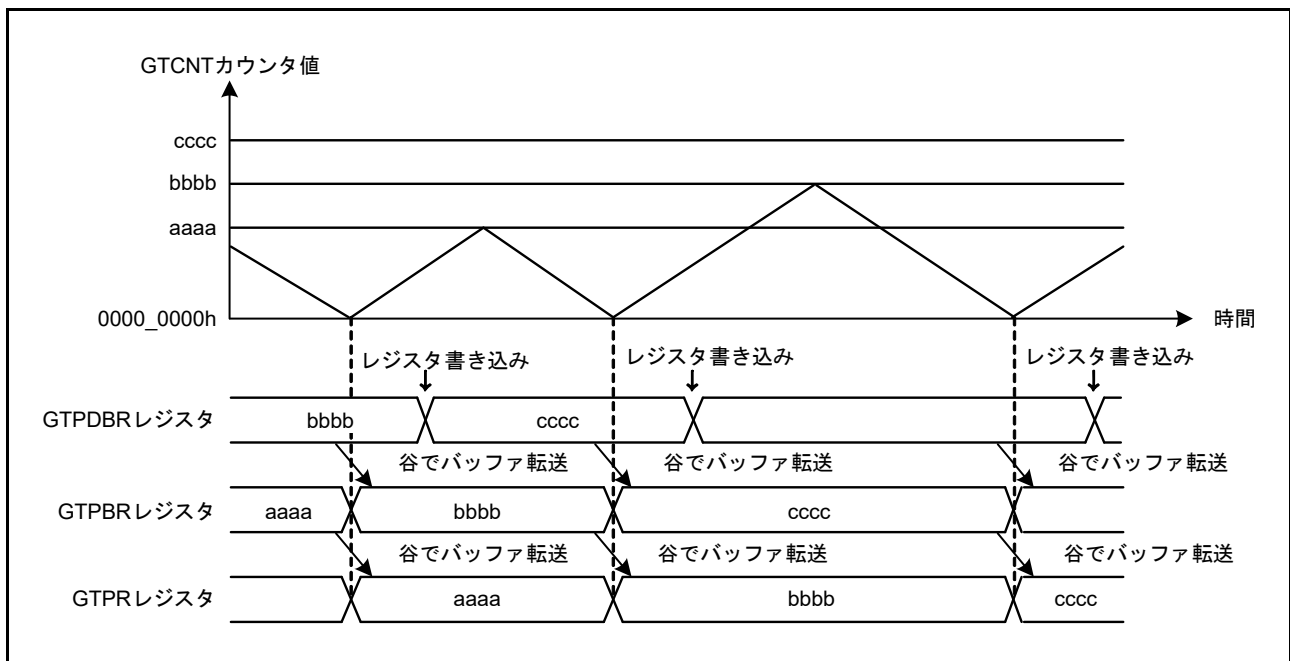 GTCNTカウンタ値
cccc
bbbb
aaaa
0000_0000h
時間
レジスタ書き込み レジスタ書き込み レジスタ書き込み
GTPDBRレジスタ bbbb cccc
谷でバッファ転送 谷でバッファ転送 谷でバッファ転送
GTPBRレジスタ aaaa bbbb cccc
谷でバッファ転送 谷でバッファ転送 谷でバッファ転送
GTPRレジスタ aaaa bbbb cccc